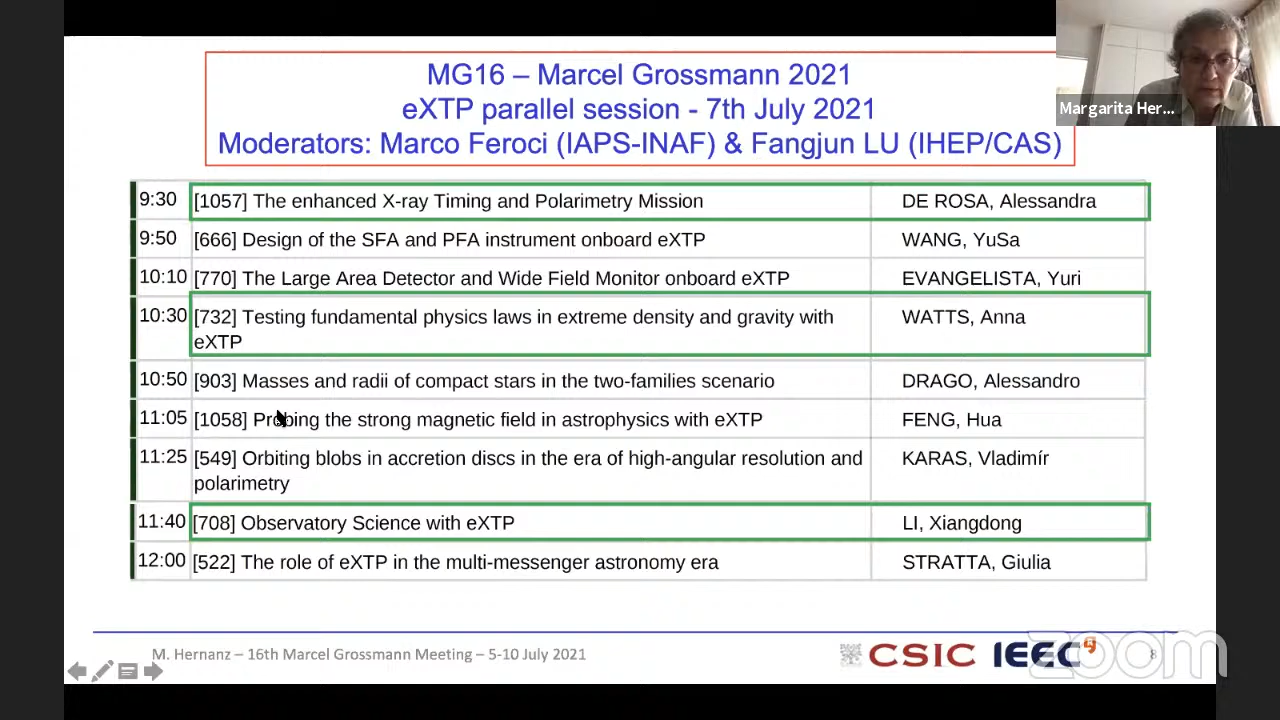 MG16 – Marcel Grossmann 2021
eXTP parallel session - 7th July 2021
Moderators: Marco Feroci (IAPS-INAF) & Fangjun LU (IHEP/CAS)
Margarita Her...
9:30 [1057] The enhanced X-ray Timing and Polarimetry Mission DE ROSA, Alessandra
9:50 [666] Design of the SFA and PFA instrument onboard eXTP WANG, YuSa
10:10 [770] The Large Area Detector and Wide Field Monitor onboard eXTP EVANGELISTA, Yuri
10:30 [732] Testing fundamental physics laws in extreme density and gravity with WATTS, Anna
eXTP
10:50 [903] Masses and radii of compact stars in the two-families scenario DRAGO, Alessandro
11:05 [1058] Probing the strong magnetic field in astrophysics with eXTP FENG, Hua
11:25 [549] Orbiting blobs in accretion discs in the era of high-angular resolution and KARAS, Vladimír
polarimetry
11:40 [708] Observatory Science with eXTP LI, Xiangdong
12:00 [522] The role of eXTP in the multi-messenger astronomy era STRATTA, Giulia
M. Hernanz – 16th Marcel Grossmann Meeting – 5-10 July 2021
CSIC IEEC
zoom
8